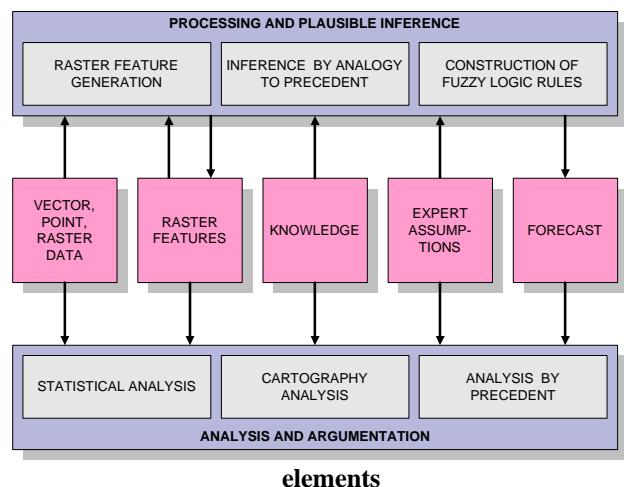 PROCESSING AND PLAUSIBLE INFERENCE
RASTER FEATURE
GENERATION
INFERENCE BY ANALOGY
TO PRECEDENT
CONSTRUCTION OF
FUZZY LOGIC RULES
VECTOR,
POINT,
RASTER
DATA
RASTER
FEATURES
KNOWLEDGE
EXPERT
ASSUMP-
TIONS
FORECAST
STATISTICAL ANALYSIS
CARTOGRAPHY
ANALYSIS
ANALYSIS BY
PRECEDENT
ANALYSIS AND ARGUMENTATION
elements